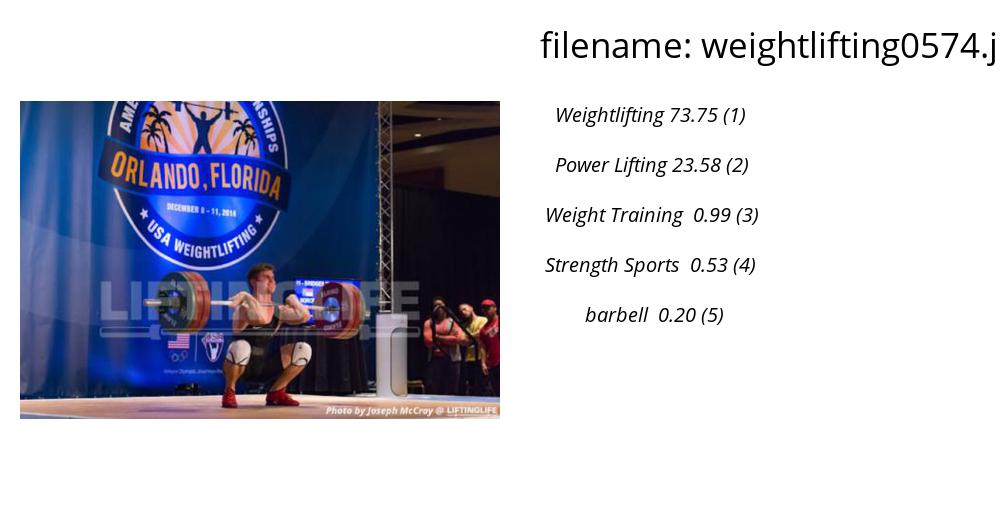 filename: weightlifting0574.j
Weightlifting 73.75 (1)
Power Lifting 23.58 (2)
Weight Training 0.99 (3)
Strength Sports 0.53 (4)
barbell 0.20 (5)
AME
NSHIPS
ORLANDO, FLORIDA
DECEMBER 8 - 11, 2016
★ USA WEIGHTLIFTING ★
LIFTINGLIFE
Photo by Joseph McCray @ LIFTINGLIFE